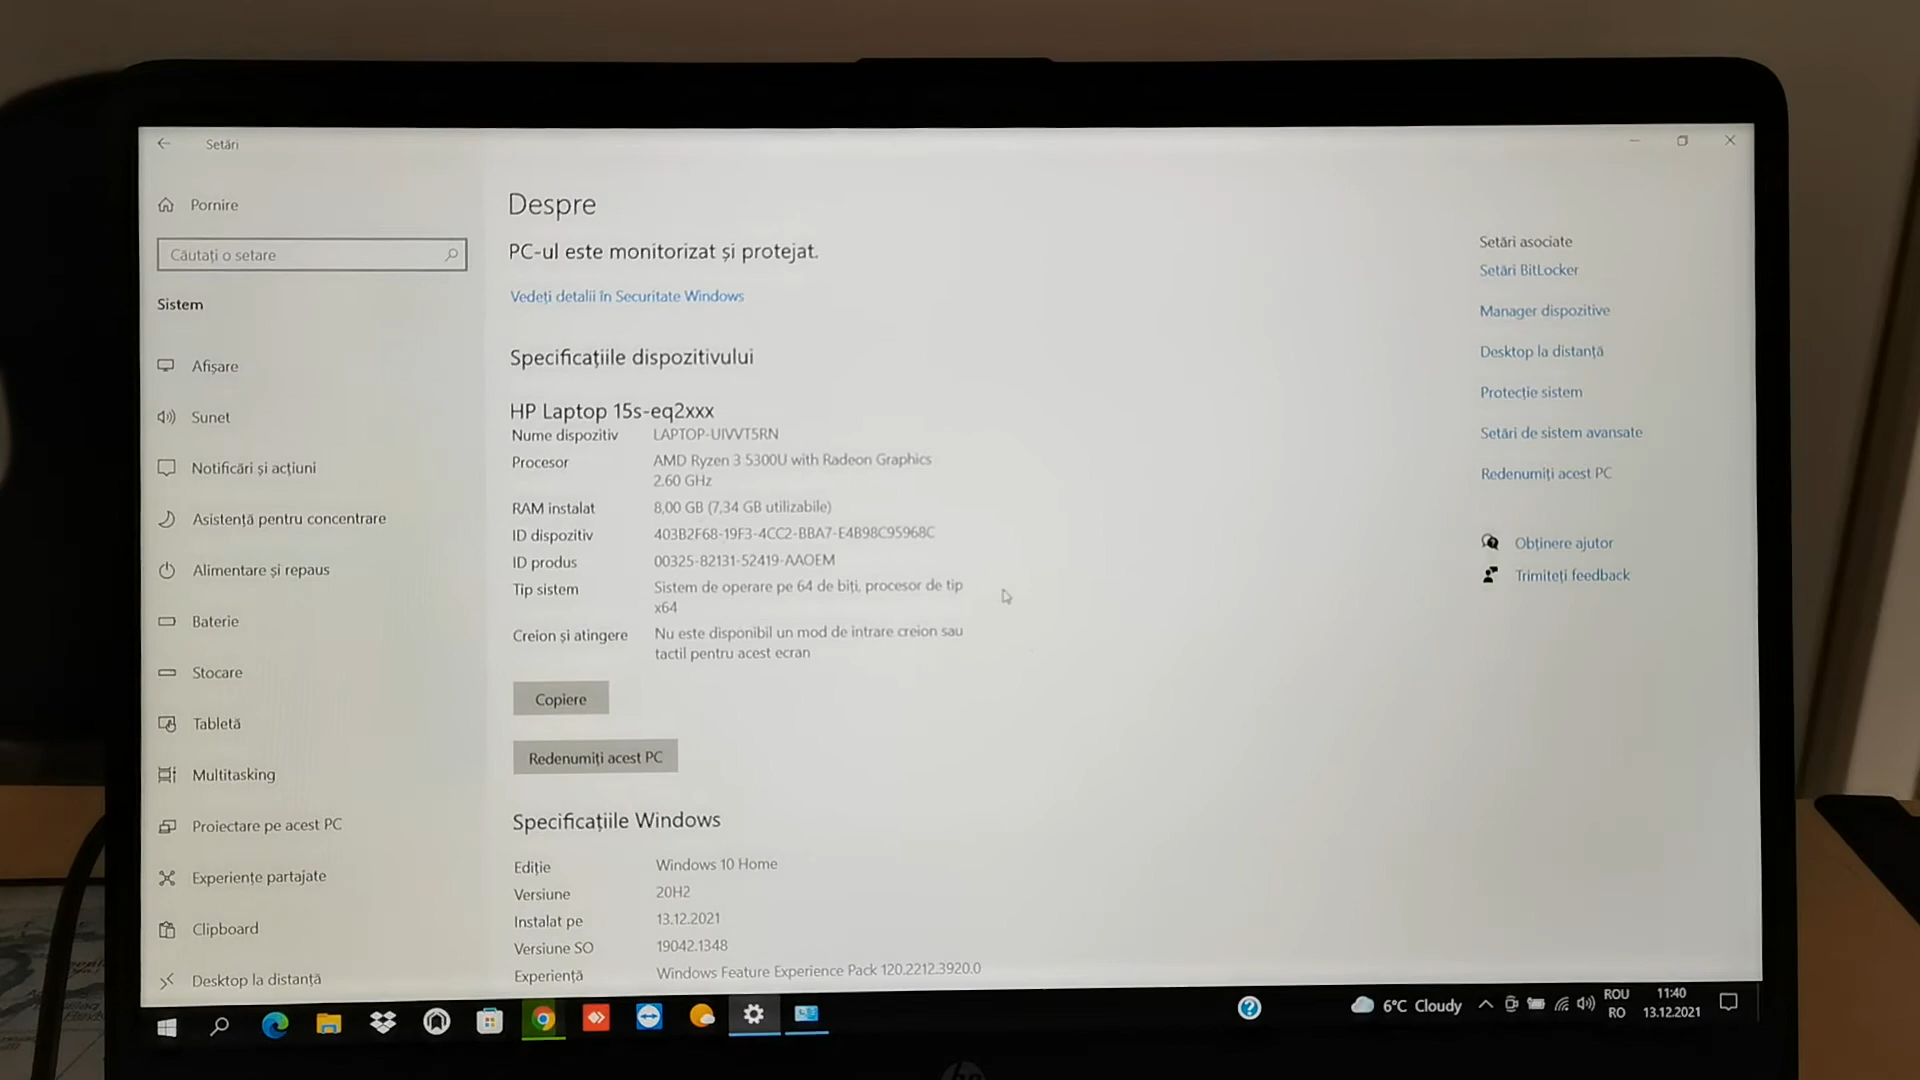 Setări
Pornire
Căutați o setare
Sistem
Afișare
Sunet
Notificări și acțiuni
Asistență pentru concentrare
Alimentare și repaus
Baterie
Stocare
Tabletă
Multitasking
Proiectare pe acest PC
Experiențe partajate
Clipboard
Desktop la distanță
Despre
PC-ul este monitorizat și protejat.
Vedeți detalii în Securitate Windows
Specificațiile dispozitivului
HP Laptop 15s-eq2xxx
Nume dispozitiv LAPTOP-UIVVT5RN
Procesor AMD Ryzen 3 5300U with Radeon Graphics
2.60 GHz
RAM instalat 8,00 GB (7,34 GB utilizabile)
ID dispozitiv 403B2F68-19F3-4CC2-BBA7-E4B98C95968C
ID produs 00325-82131-52419-AAOEM
Tip sistem Sistem de operare pe 64 de biți, procesor de tip
x64
Creion și atingere Nu este disponibil un mod de intrare creion sau
tactil pentru acest ecran
Copiere
Redenumiți acest PC
Specificațiile Windows
Ediție Windows 10 Home
Versiune 20H2
Instalat pe 13.12.2021
Versiune SO 19042.1348
Experiență Windows Feature Experience Pack 120.2212.3920.0
Setări asociate
Setări BitLocker
Manager dispozitive
Desktop la distanță
Protecție sistem
Setări de sistem avansate
Redenumiți acest PC
Obținere ajutor
Trimiteți feedback
6°C Cloudy
ROU
RO
11:40
13.12.2021
hp